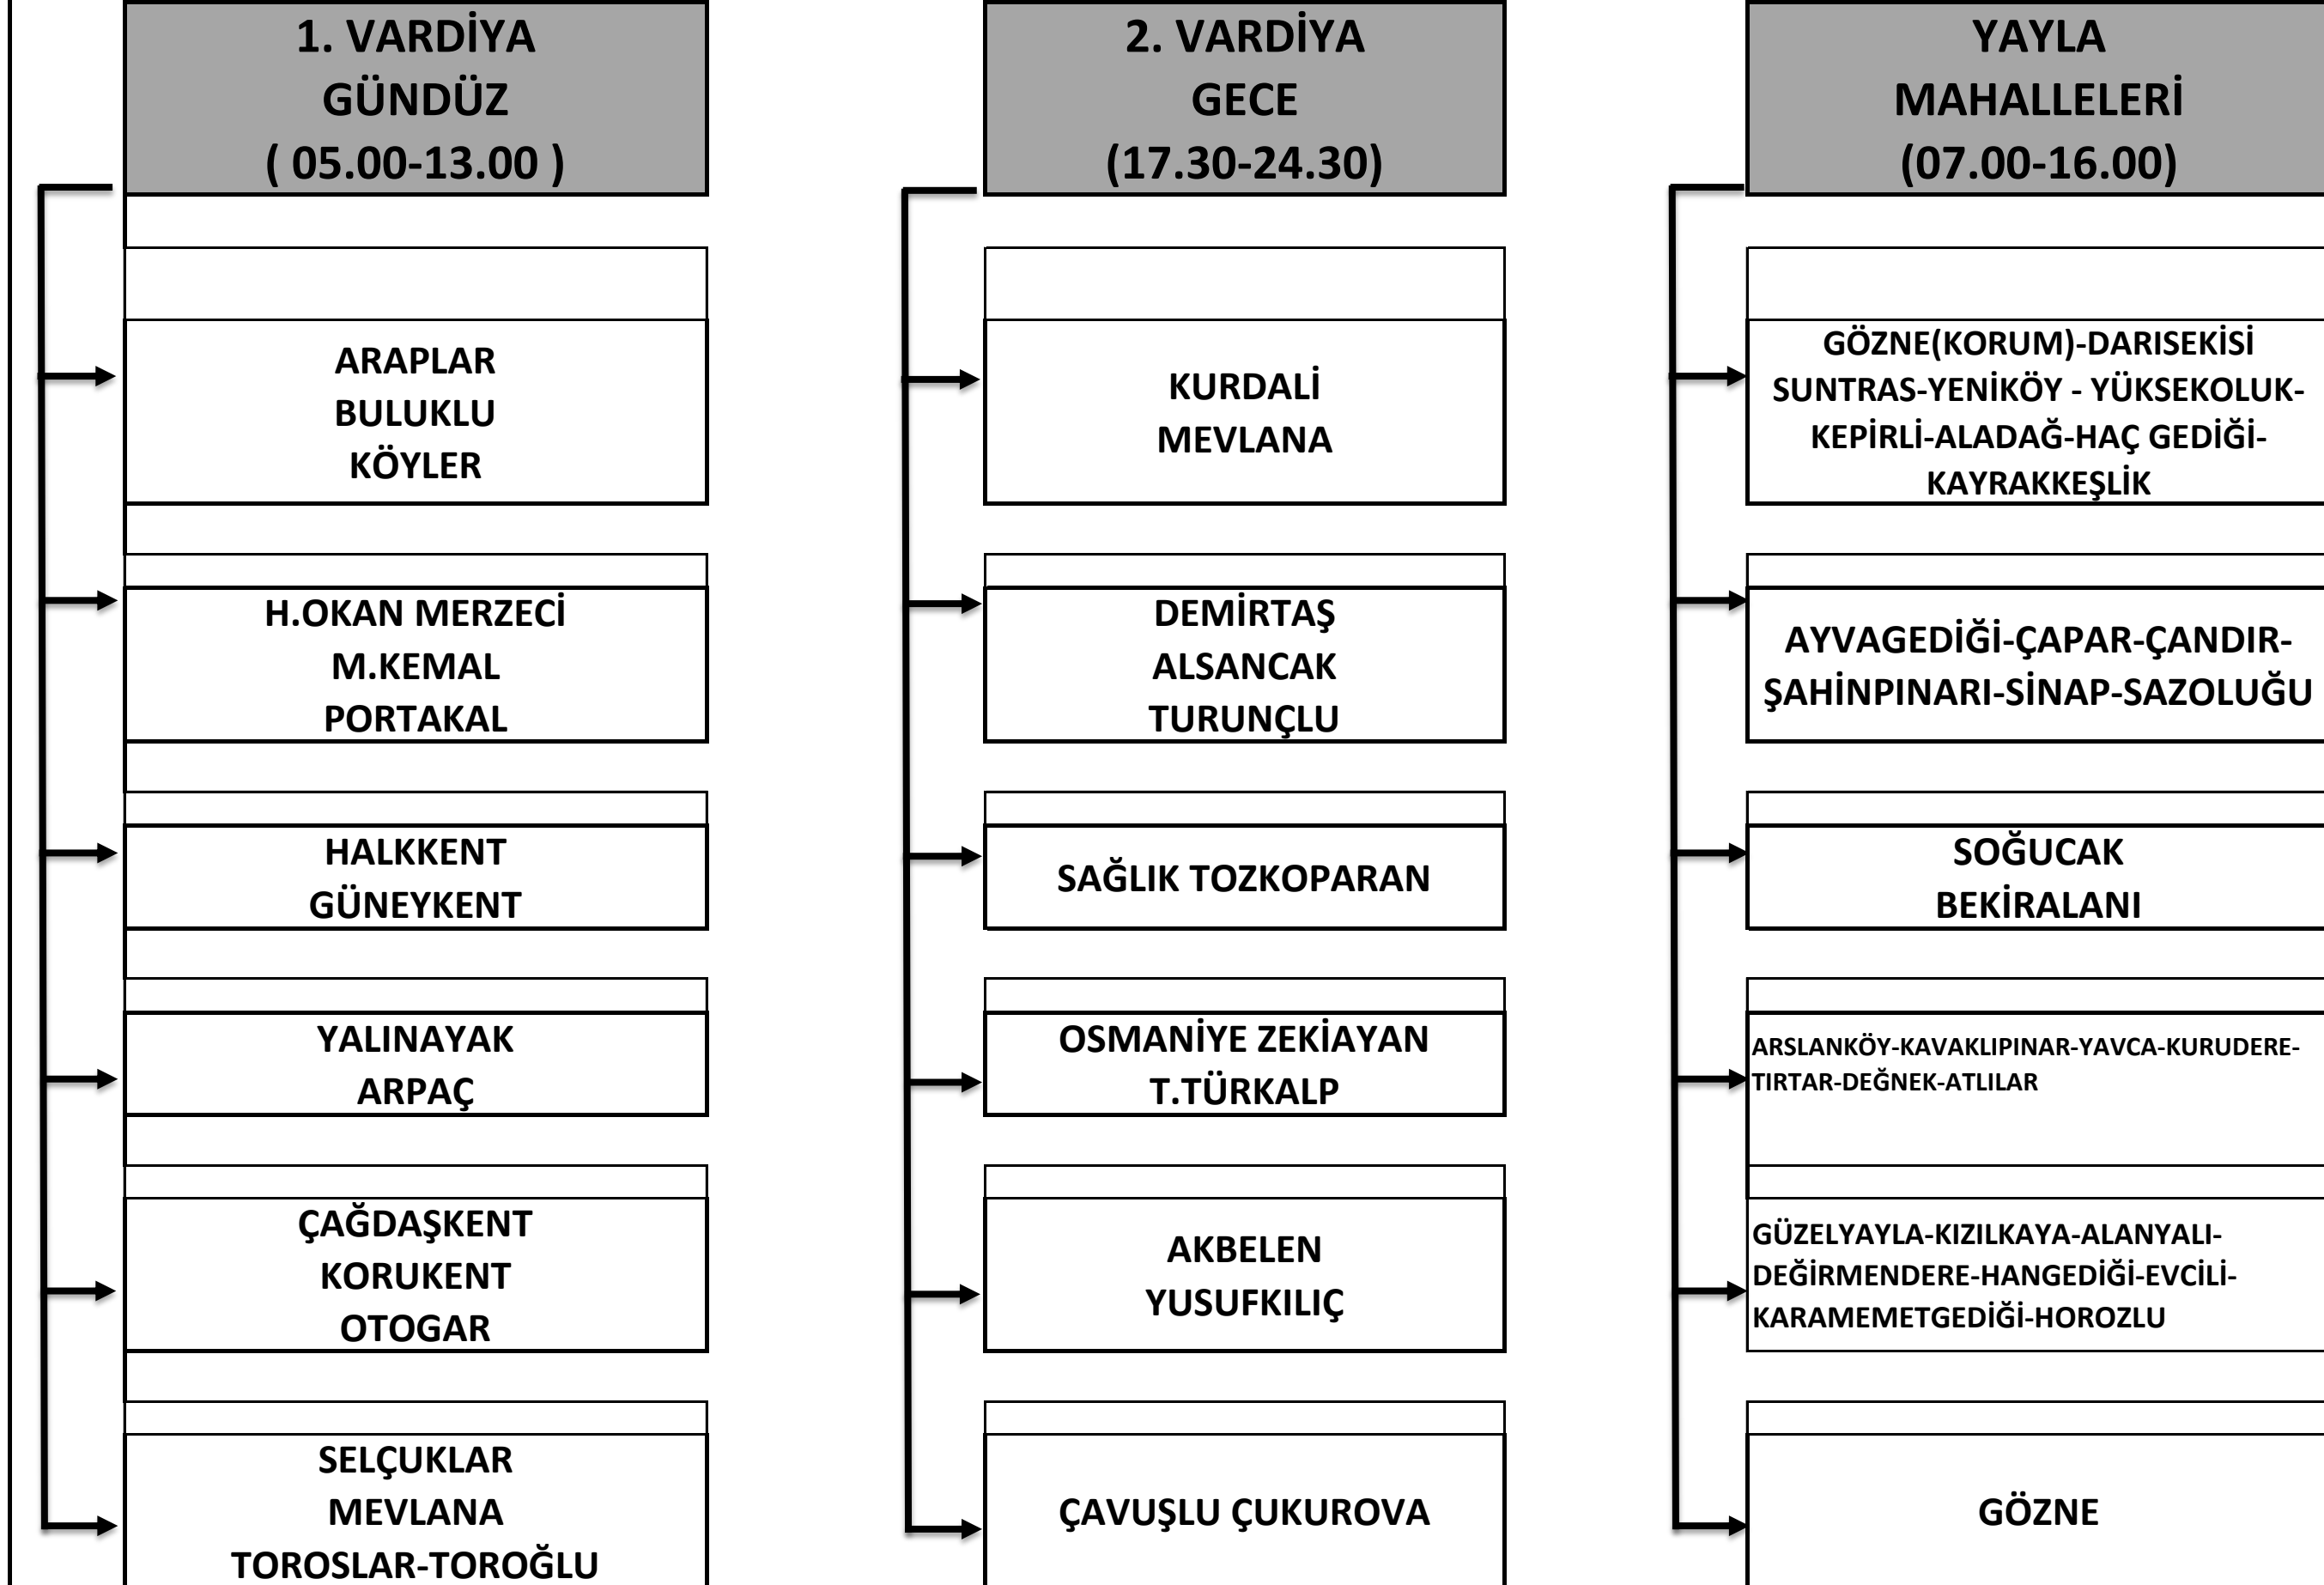 1. VARDİYA
GÜNDÜZ
( 05.00-13.00 )
ARAPLAR
BULUKLU
KÖYLER
H.OKAN MERZECİ
M.KEMAL
PORTAKAL
HALKKENT
GÜNEYKENT
YALINAYAK
ARPAÇ
ÇAĞDAŞKENT
KORUKENT
OTOGAR
SELÇUKLAR
MEVLANA
TOROSLAR-TOROĞLU
2. VARDİYA
GECE
(17.30-24.30)
KURDALİ
MEVLANA
DEMİRTAŞ
ALSANCAK
TURUNÇLU
SAĞLIK TOZKOPARAN
OSMANİYE ZEKİAYAN
T.TÜRKALP
AKBELEN
YUSUFKILIÇ
ÇAVUŞLU ÇUKUROVA
YAYLA
MAHALLELERİ
(07.00-16.00)
GÖZNE(KORUM)-DARISEKİSİ
SUNTRAS-YENİKÖY - YÜKSEKOLUK-
KEPİRLİ-ALADAĞ-HAÇ GEDİĞİ-
KAYRAKKEŞLİK
AYVAGEDİĞİ-ÇAPAR-ÇANDIR-
ŞAHİNPINARI-SİNAP-SAZOLUĞU
SOĞUCAK
BEKİRALANI
ARSLANKÖY-KAVAKLIPINAR-YAVCA-KURUDERE-
TIRTAR-DEĞNEK-ATLILAR
GÜZELYAYLA-KIZILKAYA-ALANYALI-
DEĞİRMENDERE-HANGEDİĞİ-EVCİLİ-
KARAMEMETGEDİĞİ-HOROZLU
GÖZNE